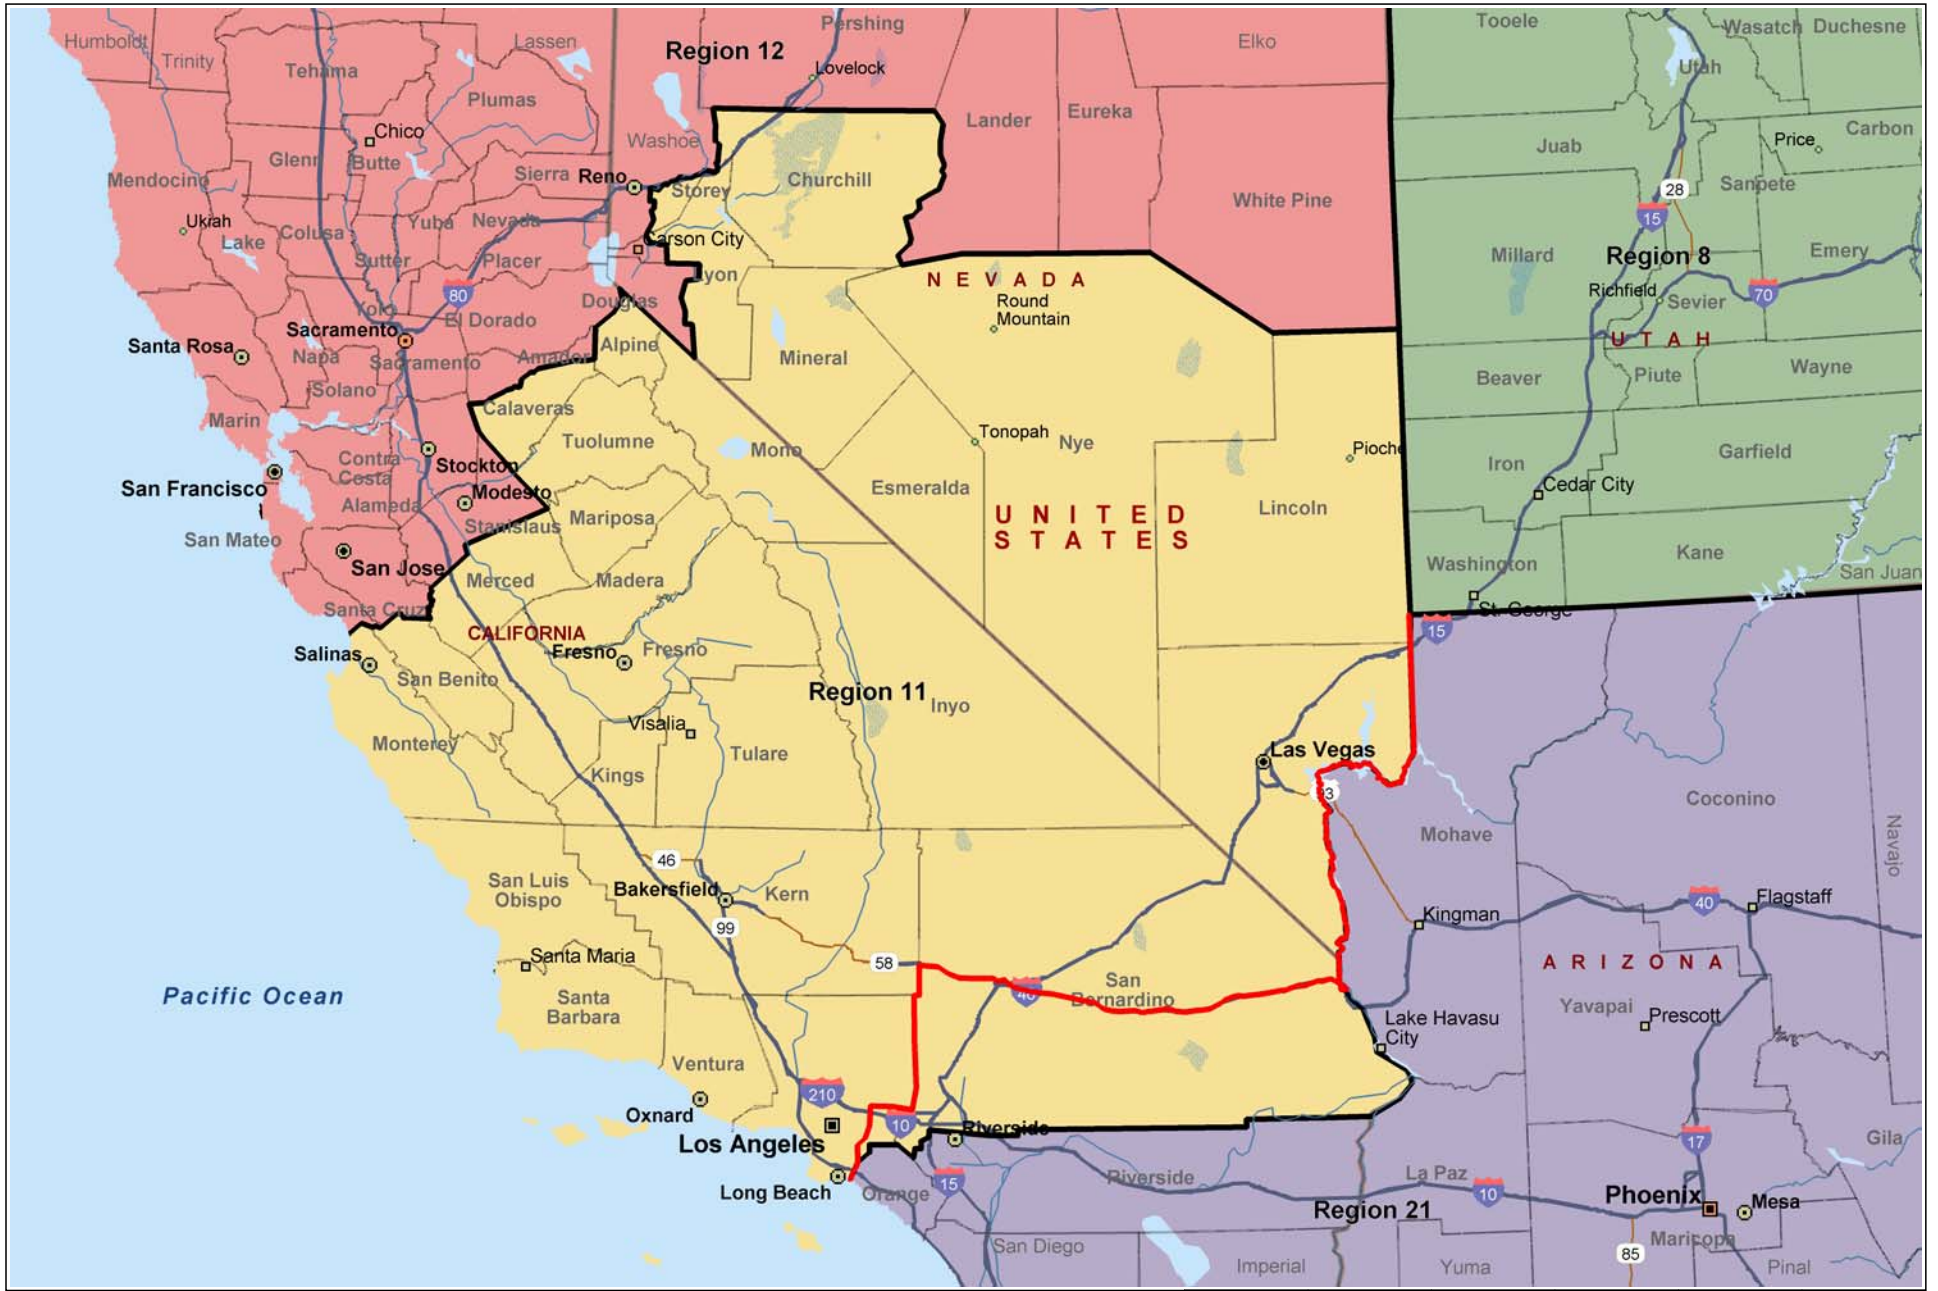 Humboldt
Trinity
Tehama
Lassen
Plumas
Region 12
Pershing
Lovelock
Elko
Tooele
Wasatch
Duchesne
Utah
Chico
Glenn
Butte
Washoe
Lander
Eureka
Juab
Price
Carbon
Mendocino
Sierra
Reno
Storey
Churchill
White Pine
28
Sanpete
15
Ukiah
Lake
Colusa
Yuba
Nevada
Carson City
Sutter
Placer
Lyon
NEVADA
Millard
Region 8
Emery
80
Yolo
El Dorado
Douglas
Round
Mountain
Richfield
Sevier
70
Santa Rosa
Sacramento
Napa
Sacramento
Amador
Alpine
Mineral
UTAH
Solano
Beaver
Piute
Wayne
Marin
Calaveras
Contra
Costa
Stockton
Tuolumne
Mono
Tonopah
Nye
Pioche
Iron
Garfield
San Francisco
Alameda
Modesto
Stanislaus
Mariposa
Esmeralda
UNITED
STATES
Lincoln
Cedar City
San Mateo
San Jose
Merced
Madera
Washington
Kane
San Juan
Santa Cruz
St. George
15
CALIFORNIA
Salinas
Fresno
Fresno
San Benito
Region 11
Inyo
Monterey
Visalia
Tulare
Kings
Las Vegas
93
Mohave
Coconino
Navajo
46
San Luis
Obispo
Bakersfield
Kern
99
Kingman
40
Flagstaff
58
Santa Maria
Pacific Ocean
Santa
Barbara
40
San
Bernardino
ARIZONA
Yavapai
Prescott
Lake Havasu
City
Ventura
210
Oxnard
Los Angeles
10
Riverside
Long Beach
Orange
15
Riverside
17
Gila
La Paz
10
Region 21
Phoenix
Mesa
San Diego
Imperial
Yuma
85
Maricopa
Pinal